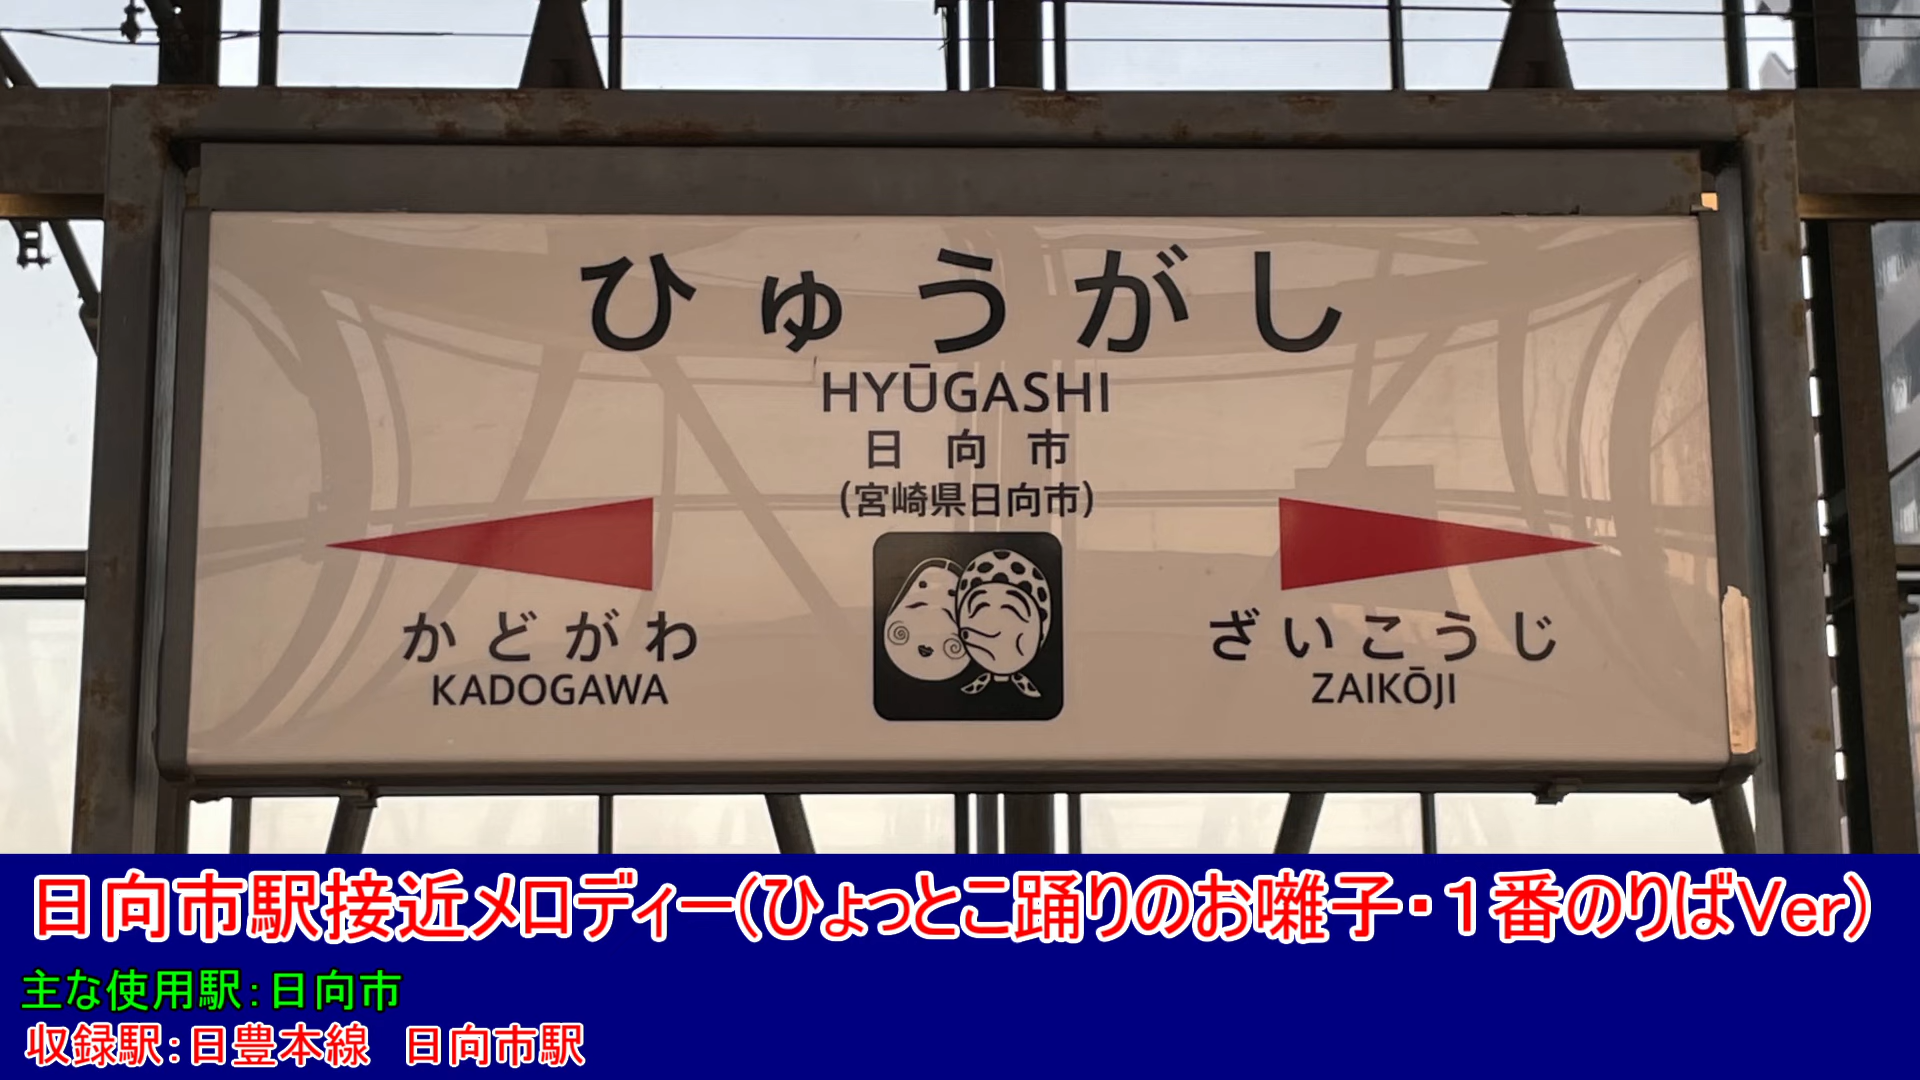 ひゅうがし
HYŪGASHI
日向市
(宮崎県日向市)
かどがわ
KADOGAWA
ざいこうじ
ZAIKŌJI
日向市駅接近メロディー(ひょっとこ踊りのお囃子・1番のりばVer)
主な使用駅:日向市
収録駅:日豊本線 日向市駅